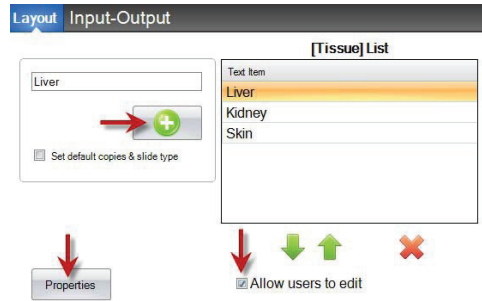 Layout Input-Output
[Tissue] List
Liver
Text Item
Liver
Kidney
Skin
Set default copies & slide type
Properties
Allow users to edit